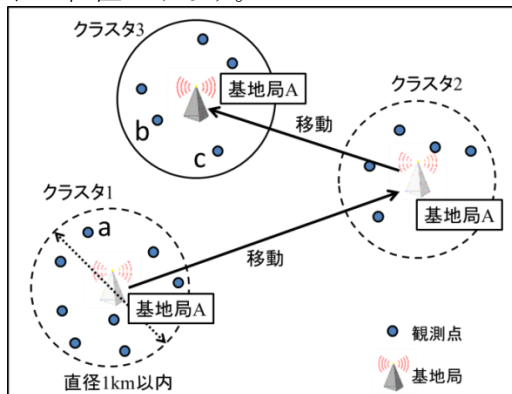 クラスタ3
基地局A
クラスタ2
移動
b
c
基地局A
クラスタ1
a
移動
基地局A
観測点
直径1km以内
基地局